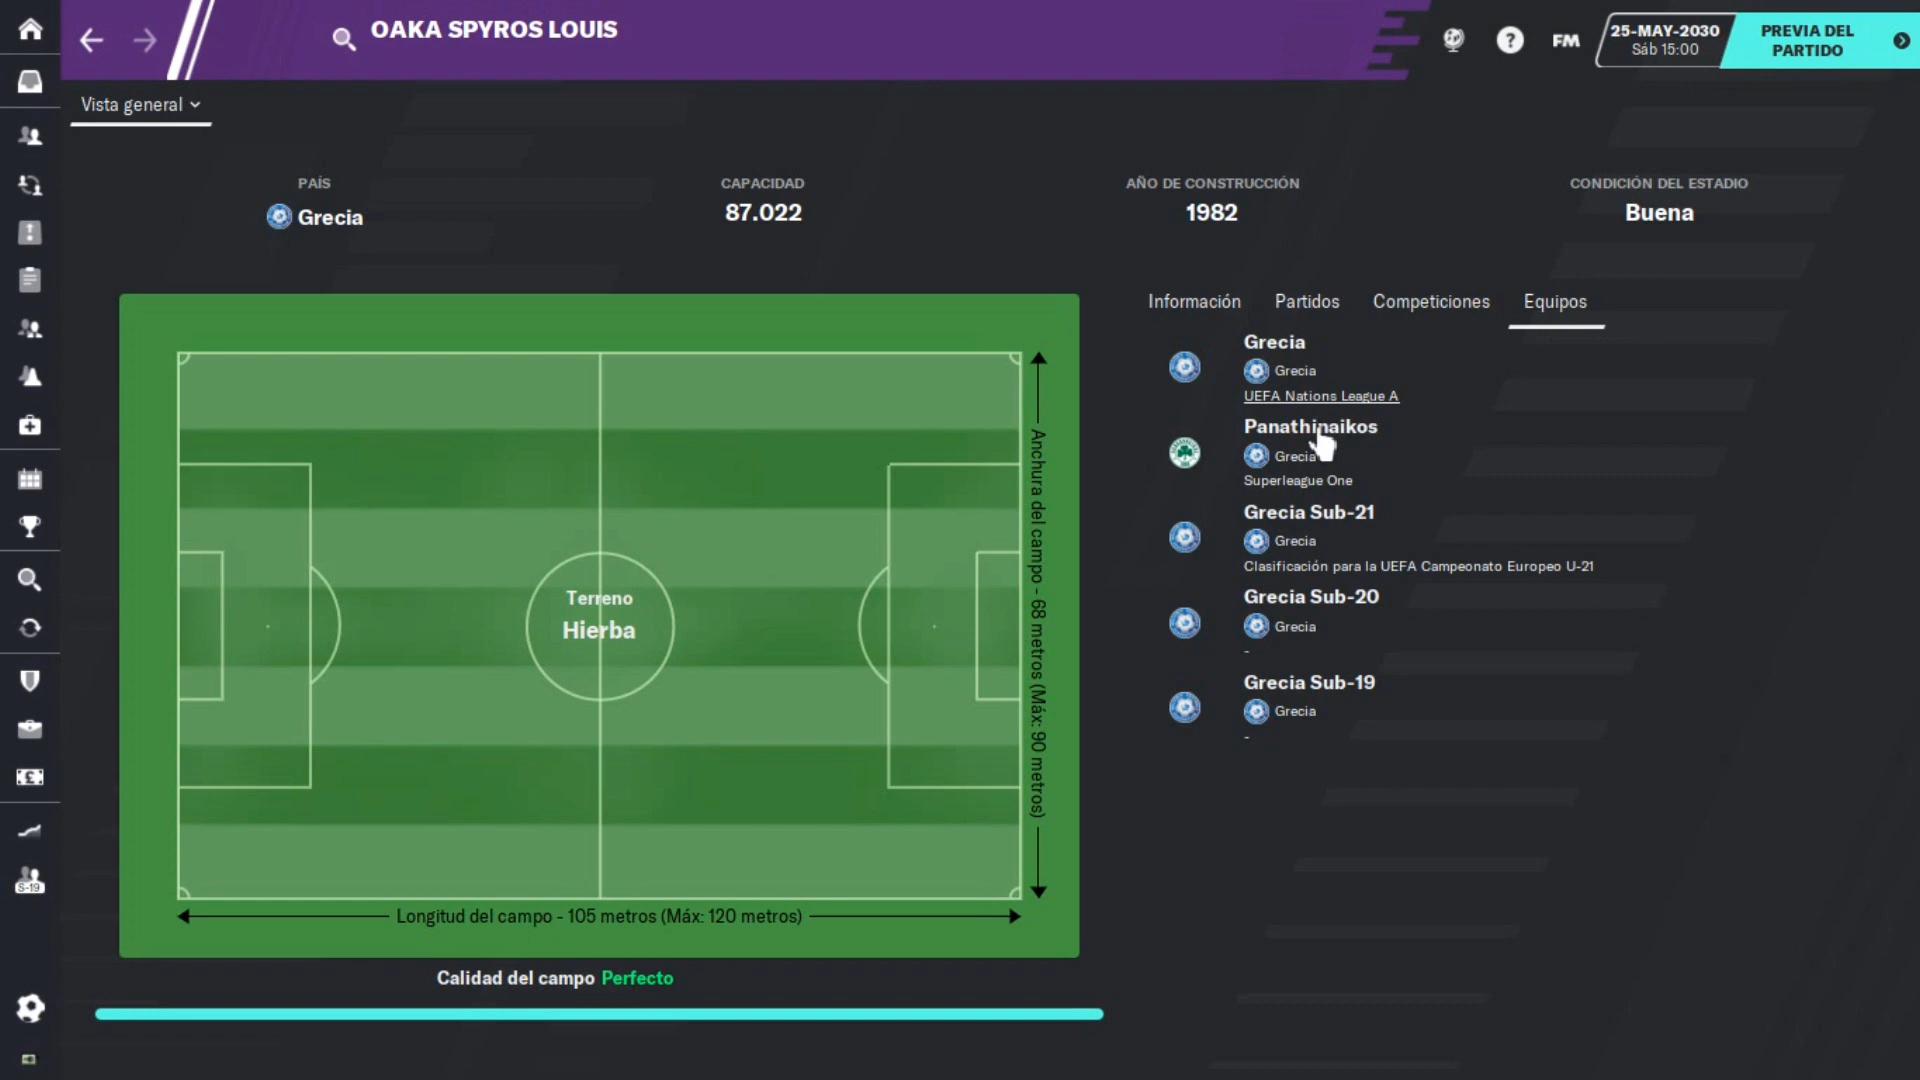 OAKA SPYROS LOUIS
FM
25-MAY-2030
Sáb 15:00
PREVIA DEL
PARTIDO
Vista general
PAÍS
Grecia
CAPACIDAD
87.022
AÑO DE CONSTRUCCIÓN
1982
CONDICIÓN DEL ESTADIO
Buena
Información Partidos Competiciones Equipos
Grecia
Grecia
UEFA Nations League A
Panathinaikos
Grecia
Superleague One
Grecia Sub-21
Grecia
Clasificación para la UEFA Campeonato Europeo U-21
Grecia Sub-20
Grecia
-
Grecia Sub-19
Grecia
-
Terreno
Hierba
Anchura del campo - 68 metros (Máx: 90 metros)
Longitud del campo - 105 metros (Máx: 120 metros)
Calidad del campo Perfecto
S-19